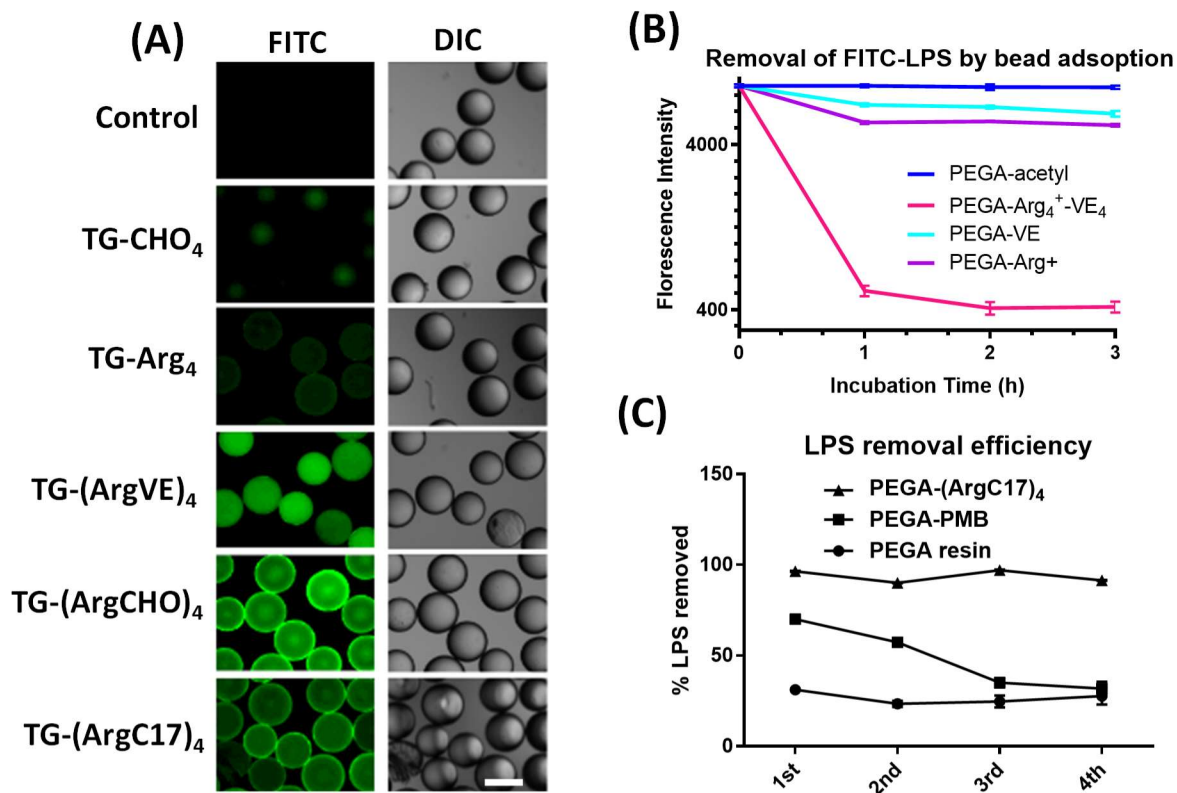 (A)
FITC DIC
Control
TG-CHO₄
TG-Arg₄
TG-(ArgVE)₄
TG-(ArgCHO)₄
TG-(ArgC17)₄
(B)
Removal of FITC-LPS by bead adsoption
Florescence Intensity
4000
400
PEGA-acetyl
PEGA-Arg₄⁺-VE₄
PEGA-VE
PEGA-Arg+
0 1 2 3
Incubation Time (h)
(C)
LPS removal efficiency
% LPS removed
150
100
50
0
PEGA-(ArgC17)₄
PEGA-PMB
PEGA resin
1st 2nd 3rd 4th